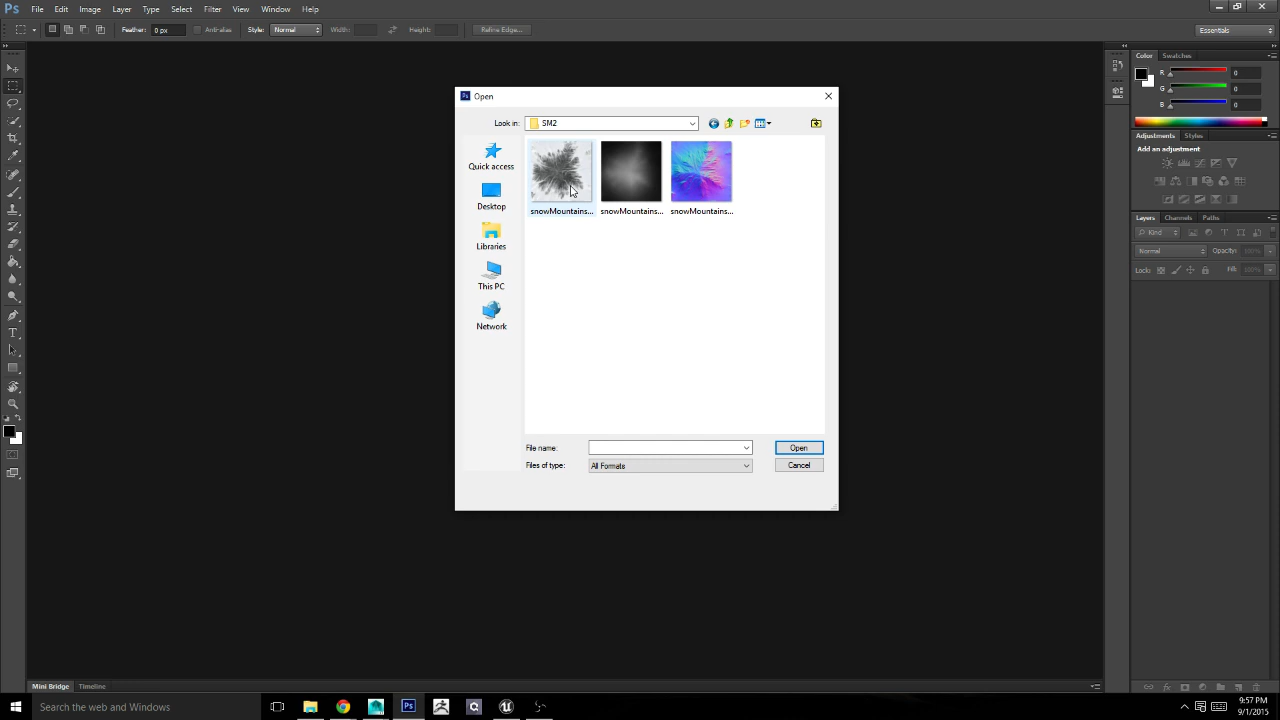 Ps File Edit Image Layer Type Select Filter View Window Help
Feather: 0 px Anti-alias Style: Normal Width: Height: Refine Edge... Essentials
Color Swatches
R 0
G 0
B 0
Adjustments Styles
Add an adjustment
Layers Channels Paths
Kind
Normal Opacity: 100%
Lock: Fill: 100%
Ps Open
Look in: SM2
Quick access
Desktop
Libraries
This PC
Network
snowMountains... snowMountains... snowMountains...
File name: Open
Files of type: All Formats Cancel
Mini Bridge Timeline
Search the web and Windows Ps
9:57 PM
9/1/2015